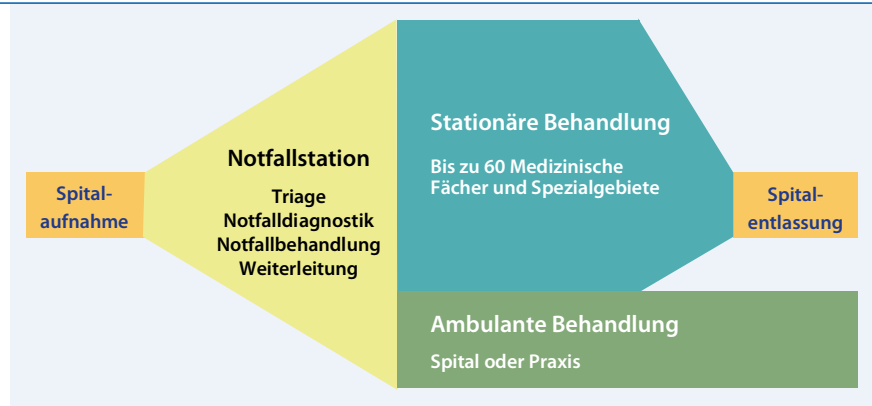 Spital-
aufnahme
Notfallstation
Triage
Notfalldiagnostik
Notfallbehandlung
Weiterleitung
Stationäre Behandlung
Bis zu 60 Medizinische
Fächer und Spezialgebiete
Ambulante Behandlung
Spital oder Praxis
Spital-
entlassung